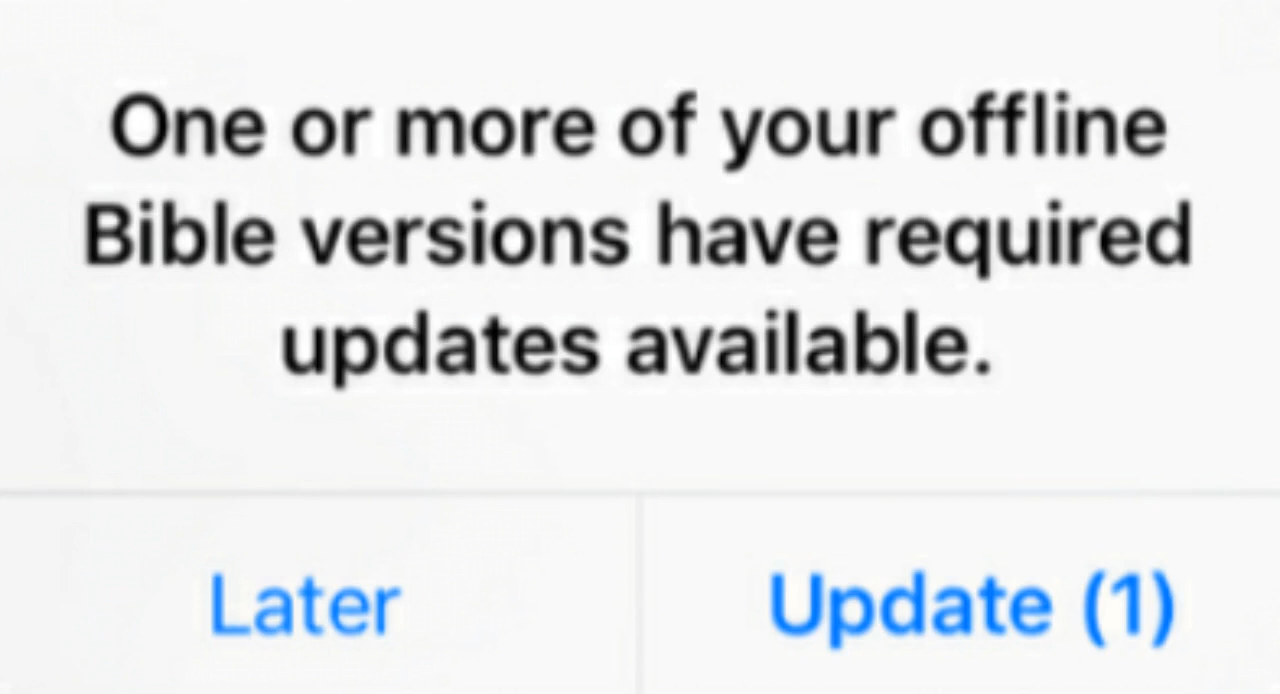 One or more of your offline
Bible versions have required
updates available.
Later
Update (1)